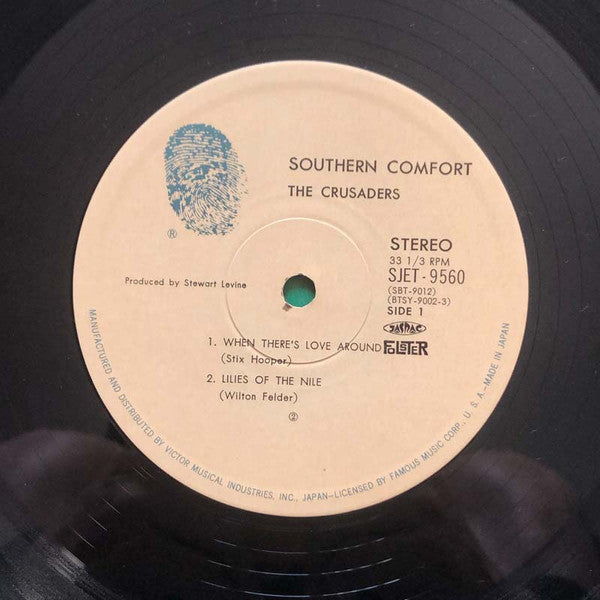 SOUTHERN COMFORT
THE CRUSADERS
®
STEREO
33 1/3 RPM
SJET-9560
(SBT-9012)
(BTSY-9002-3)
SIDE 1
Produced by Stewart Levine
JASRAC
FOLSTER
1. WHEN THERE'S LOVE AROUND
(Stix Hooper)
2. LILIES OF THE NILE
(Wilton Felder)
②
MANUFACTURED AND DISTRIBUTED BY VICTOR MUSICAL INDUSTRIES, INC., JAPAN-LICENSED BY FAMOUS MUSIC CORP., U.S.A.-MADE IN JAPAN